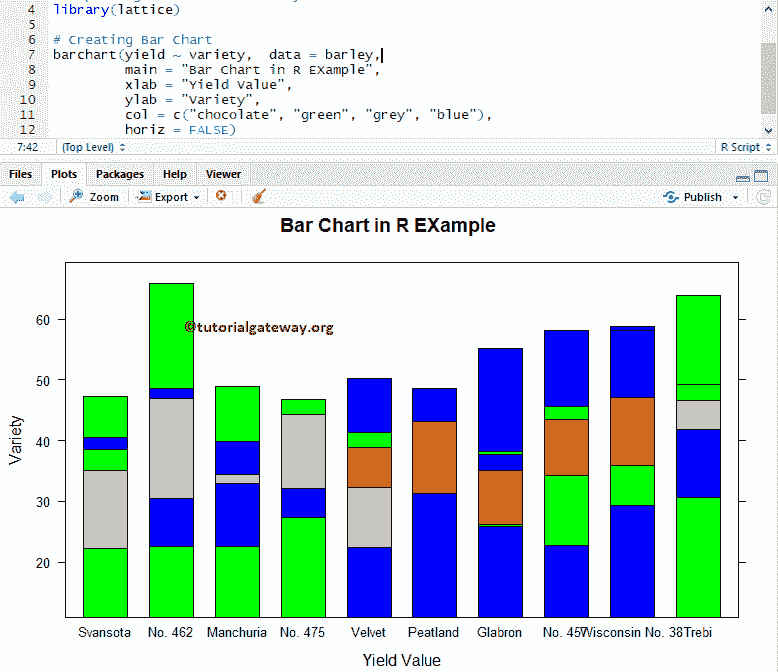 4 library(lattice)
5
6 # Creating Bar Chart
7 barchart(yield ~ variety,  data = barley,
8          main = "Bar Chart in R EXample",
9          xlab = "Yield Value",
10          ylab = "Variety",
11          col = c("chocolate", "green", "grey", "blue"),
12          horiz = FALSE)
7:42 (Top Level) R Script
Files Plots Packages Help Viewer
Zoom Export Publish
Bar Chart in R EXample
60
@tutorialgateway.org
50
40
30
20
Variety
Svansota No. 462 Manchuria No. 475 Velvet Peatland Glabron No. 457 Wisconsin No. 38 Trebi
Yield Value